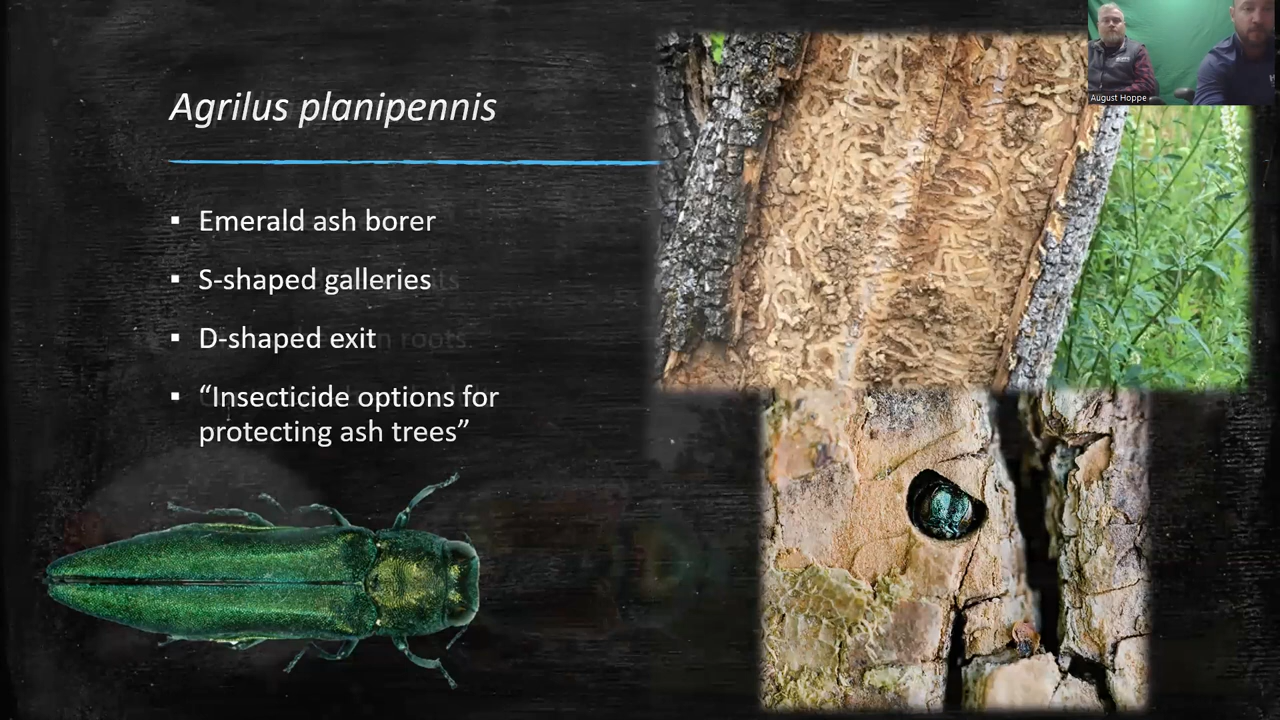 Agrilus planipennis
▪ Emerald ash borer
▪ S-shaped galleries
▪ D-shaped exit
▪ “Insecticide options for
protecting ash trees”
August Hoppe